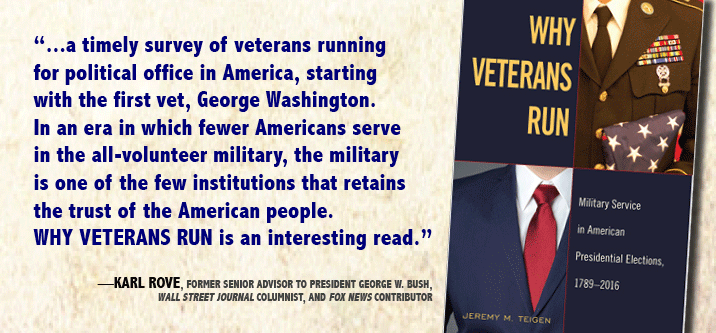 “...a timely survey of veterans running
for political office in America, starting
with the first vet, George Washington.
In an era in which fewer Americans serve
in the all-volunteer military, the military
is one of the few institutions that retains
the trust of the American people.
WHY VETERANS RUN is an interesting read.”
—KARL ROVE, FORMER SENIOR ADVISOR TO PRESIDENT GEORGE W. BUSH,
WALL STREET JOURNAL COLUMNIST, AND FOX NEWS CONTRIBUTOR
WHY
VETERANS
RUN
Military Service
in American
Presidential Elections,
1789–2016
JEREMY M. TEIGEN